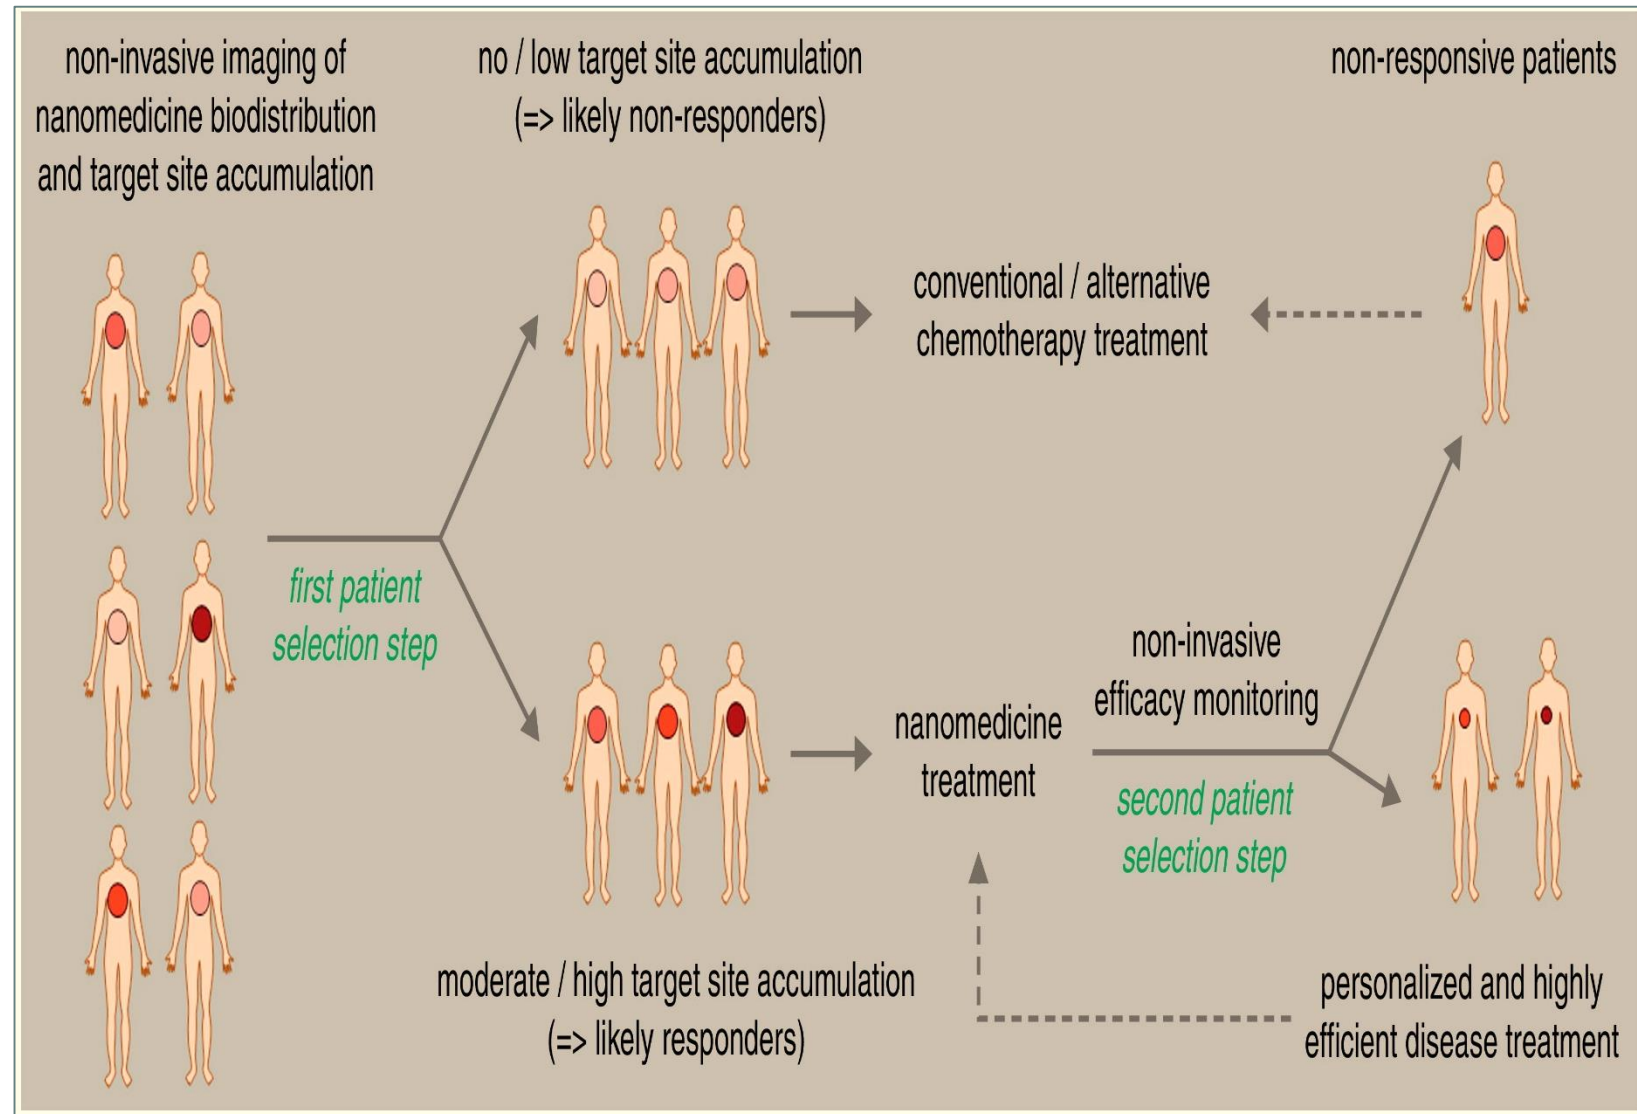 non-invasive imaging of
nanomedicine biodistribution
and target site accumulation
no / low target site accumulation
(=> likely non-responders)
non-responsive patients
conventional / alternative
chemotherapy treatment
first patient
selection step
non-invasive
efficacy monitoring
nanomedicine
treatment
second patient
selection step
moderate / high target site accumulation
(=> likely responders)
personalized and highly
efficient disease treatment